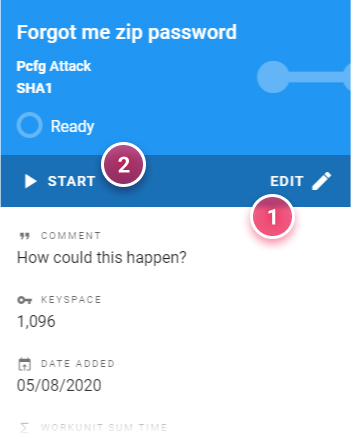 Forgot me zip password
Pcfg Attack
SHA1
Ready
START
2
EDIT
1
COMMENT
How could this happen?
KEYSPACE
1,096
DATE ADDED
05/08/2020
WORKUNIT SUM TIME